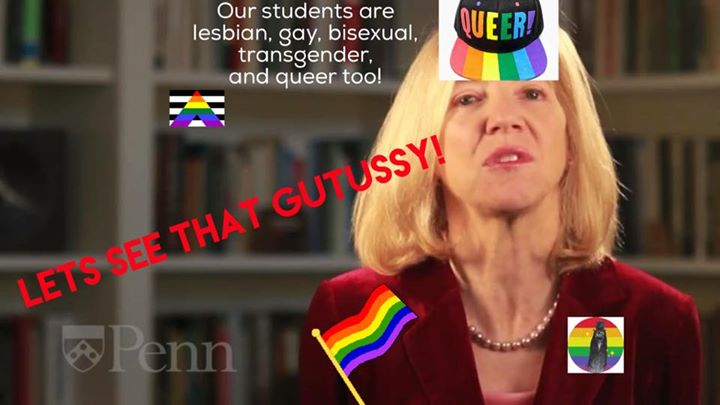 Our students are
lesbian, gay, bisexual,
transgender,
and queer too!
QUEER!
LETS SEE THAT GUTUSSY!
Penn